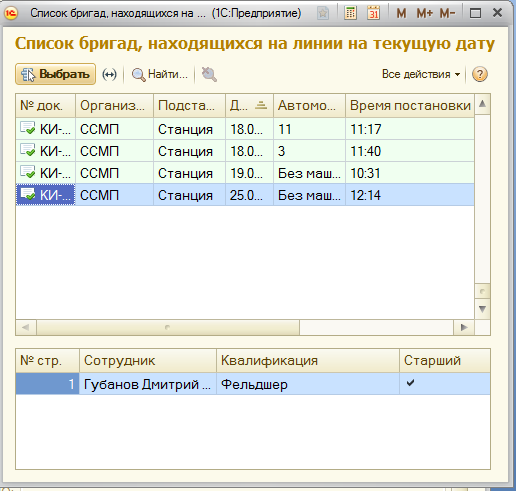 Список бригад, находящихся на ... (1С:Предприятие) M M+ M-
Список бригад, находящихся на линии на текущую дату
Выбрать Найти... Все действия
№ док. Организ... Подста... Д... Автомо... Время постановки
КИ-... ССМП Станция 18.0... 11 11:17
КИ-... ССМП Станция 18.0... 3 11:40
КИ-... ССМП Станция 19.0... Без маш... 10:31
КИ-... ССМП Станция 25.0... Без маш... 12:14
№ стр. Сотрудник Квалификация Старший
1 Губанов Дмитрий ... Фельдшер